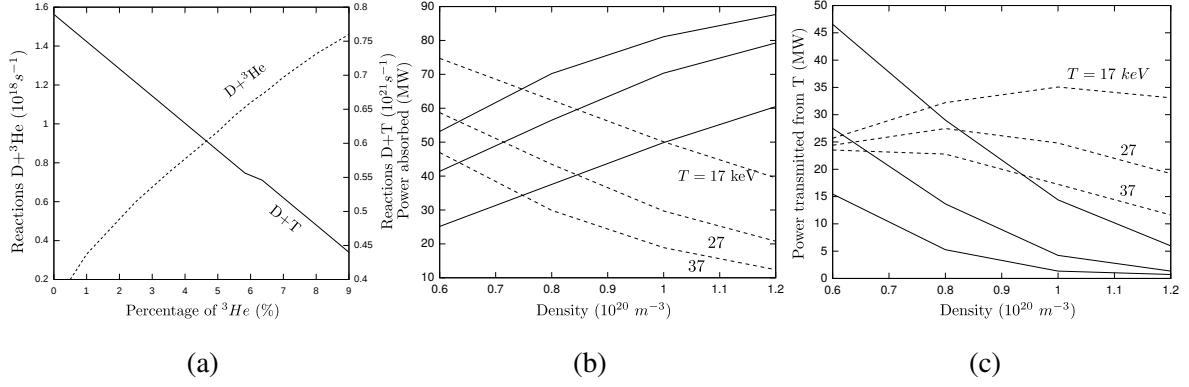 Reactions D+³He (10¹⁸s⁻¹)
1.6
1.4
1.2
1
0.8
0.6
0.4
0.2
D+³He
D+T
0.8
0.75
0.7
0.65
0.6
0.55
0.5
0.45
0.4
Reactions D+T (10²¹s⁻¹)
0 1 2 3 4 5 6 7 8 9
Percentage of ³He (%)
(a)
Power absorbed (MW)
90
80
70
60
50
40
30
20
10
T = 17 keV
27
37
0.6 0.7 0.8 0.9 1 1.1 1.2
Density (10²⁰ m⁻³)
(b)
Power transmitted from T (MW)
50
45
40
35
30
25
20
15
10
5
0
T = 17 keV
27
37
0.6 0.7 0.8 0.9 1 1.1 1.2
Density (10²⁰ m⁻³)
(c)